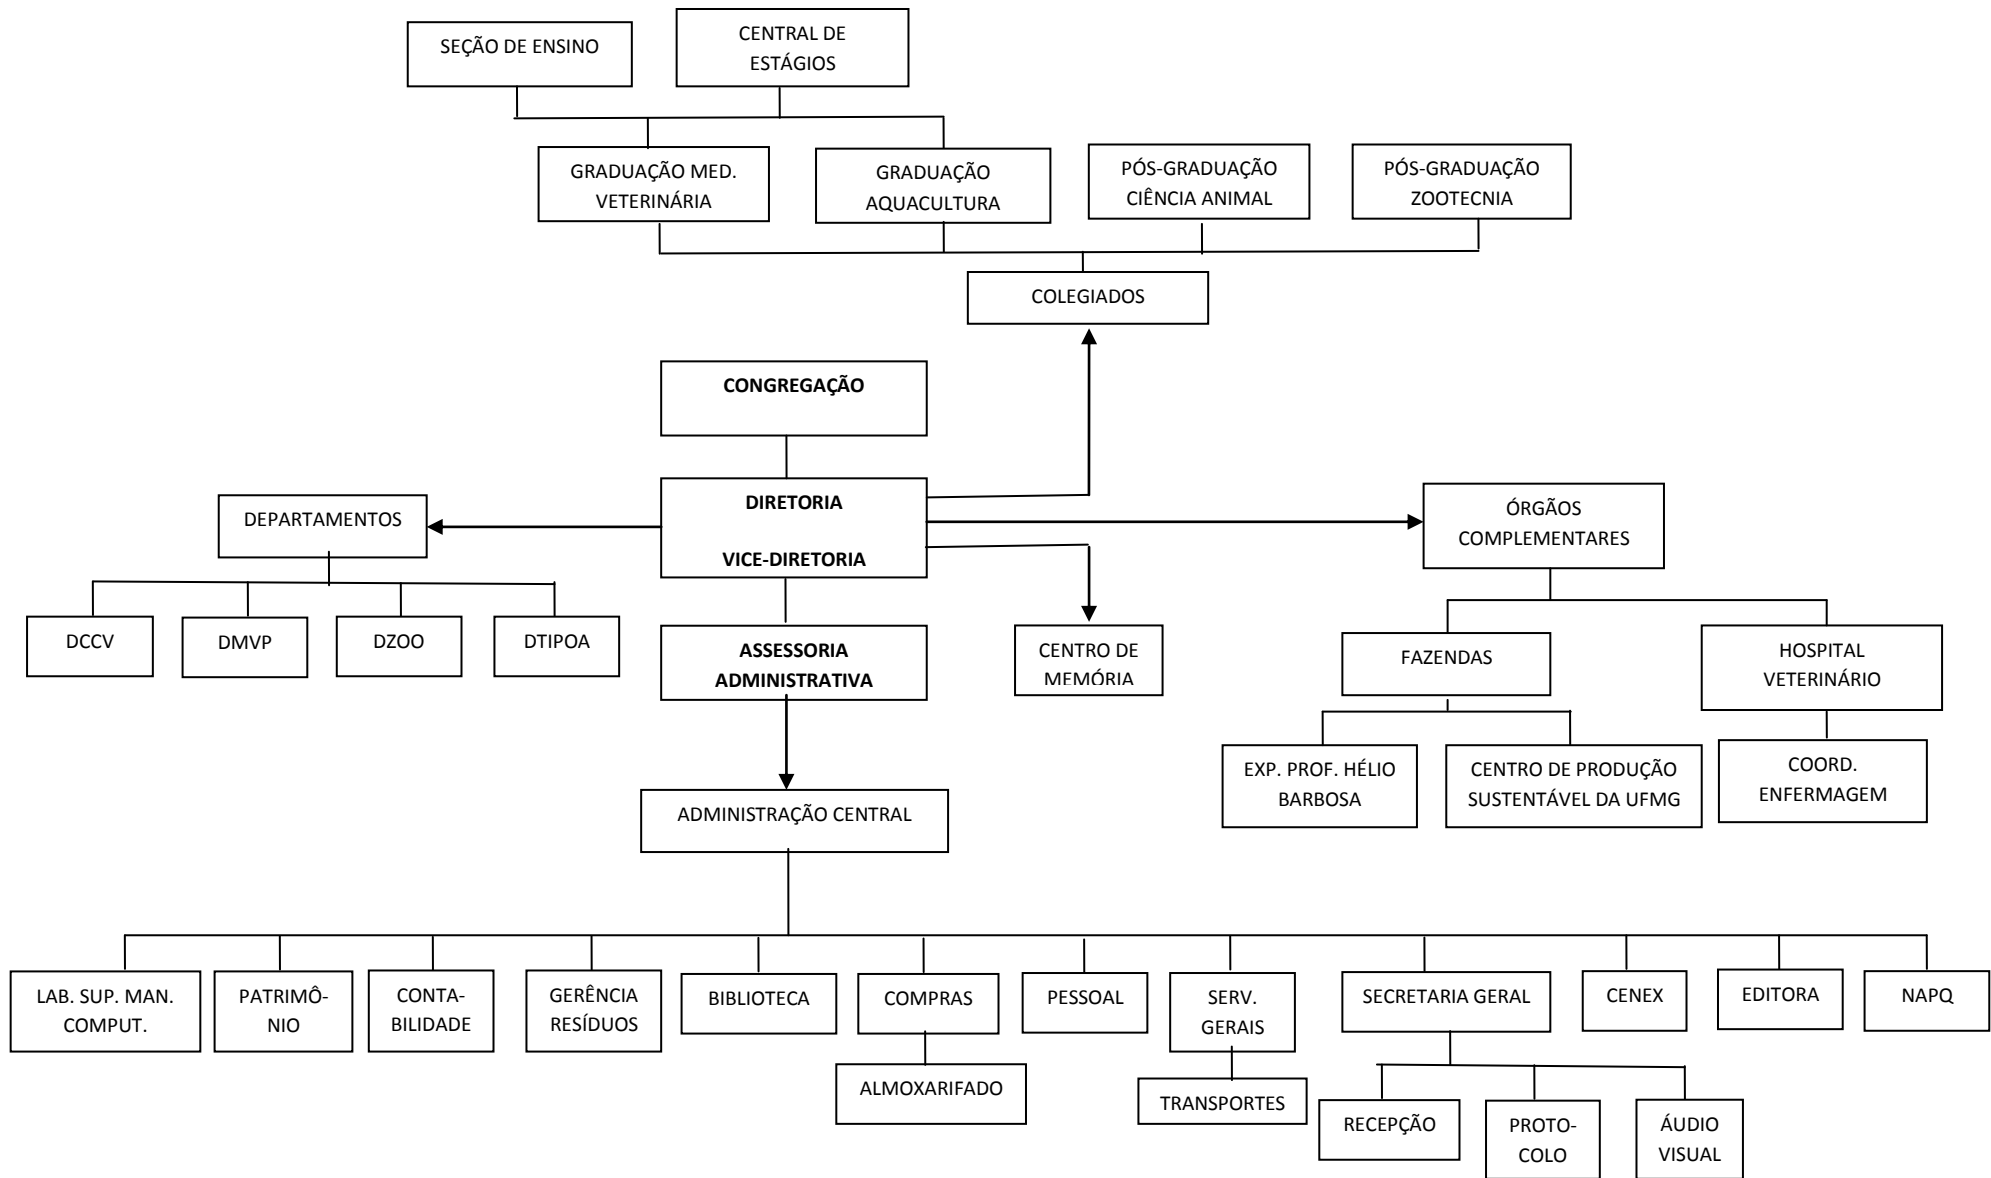 SEÇÃO DE ENSINO
CENTRAL DE
ESTÁGIOS
GRADUAÇÃO MED.
VETERINÁRIA
GRADUAÇÃO
AQUACULTURA
PÓS-GRADUAÇÃO
CIÊNCIA ANIMAL
PÓS-GRADUAÇÃO
ZOOTECNIA
COLEGIADOS
CONGREGAÇÃO
DIRETORIA
VICE-DIRETORIA
DEPARTAMENTOS
ÓRGÃOS
COMPLEMENTARES
DCCV
DMVP
DZOO
DTIPOA
ASSESSORIA
ADMINISTRATIVA
CENTRO DE
MEMÓRIA
FAZENDAS
HOSPITAL
VETERINÁRIO
EXP. PROF. HÉLIO
BARBOSA
CENTRO DE PRODUÇÃO
SUSTENTÁVEL DA UFMG
COORD.
ENFERMAGEM
ADMINISTRAÇÃO CENTRAL
LAB. SUP. MAN.
COMPUT.
PATRIMÔ-
NIO
CONTA-
BILIDADE
GERÊNCIA
RESÍDUOS
BIBLIOTECA
COMPRAS
PESSOAL
SERV.
GERAIS
SECRETARIA GERAL
CENEX
EDITORA
NAPQ
ALMOXARIFADO
TRANSPORTES
RECEPÇÃO
PROTO-
COLO
ÁUDIO
VISUAL